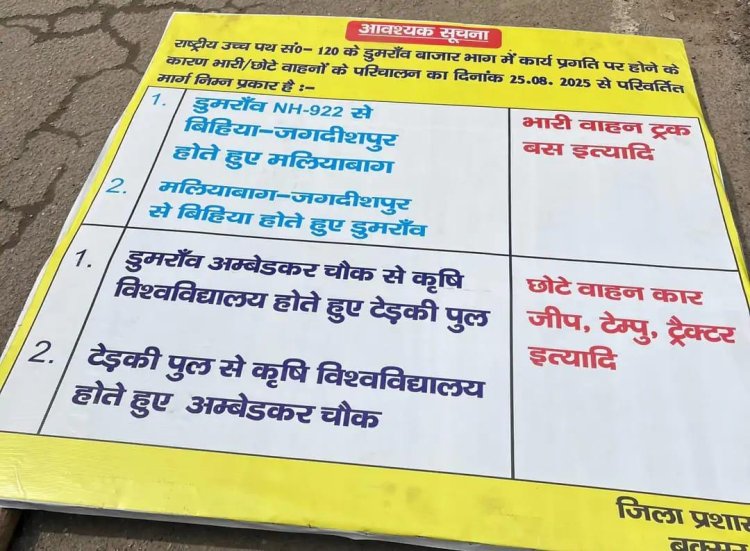 आवश्यक सूचना
राष्ट्रीय उच्च पथ सं०- 120 के डुमराँव बाजार भाग में कार्य प्रगति पर होने के
कारण भारी/छोटे वाहनों के परिचालन का दिनांक 25.08. 2025 से परिवर्तित
मार्ग निम्न प्रकार है :-
1. डुमराँव NH-922 से
बिहिया-जगदीशपुर
होते हुए मलियाबाग
2. मलियाबाग-जगदीशपुर
से बिहिया होते हुए डुमराँव
भारी वाहन ट्रक
बस इत्यादि
1. डुमराँव अम्बेडकर चौक से कृषि
विश्वविद्यालय होते हुए टेड़की पुल
2. टेड़की पुल से कृषि विश्वविद्यालय
होते हुए अम्बेडकर चौक
छोटे वाहन कार
जीप, टेम्पु, ट्रैक्टर
इत्यादि
जिला प्रशा